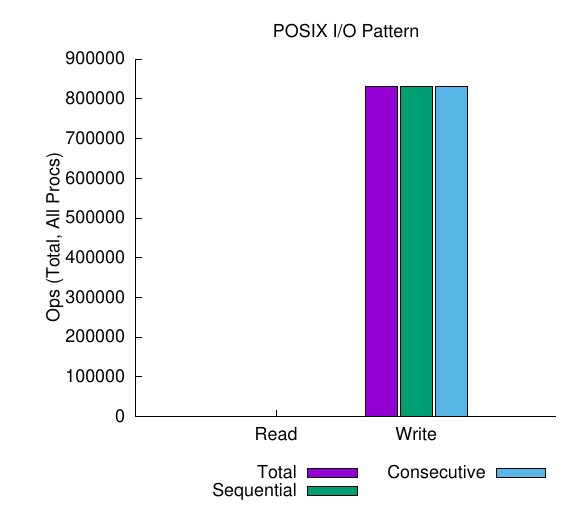 POSIX I/O Pattern
Ops (Total, All Procs)
900000
800000
700000
600000
500000
400000
300000
200000
100000
0
Read Write
Total Consecutive
Sequential